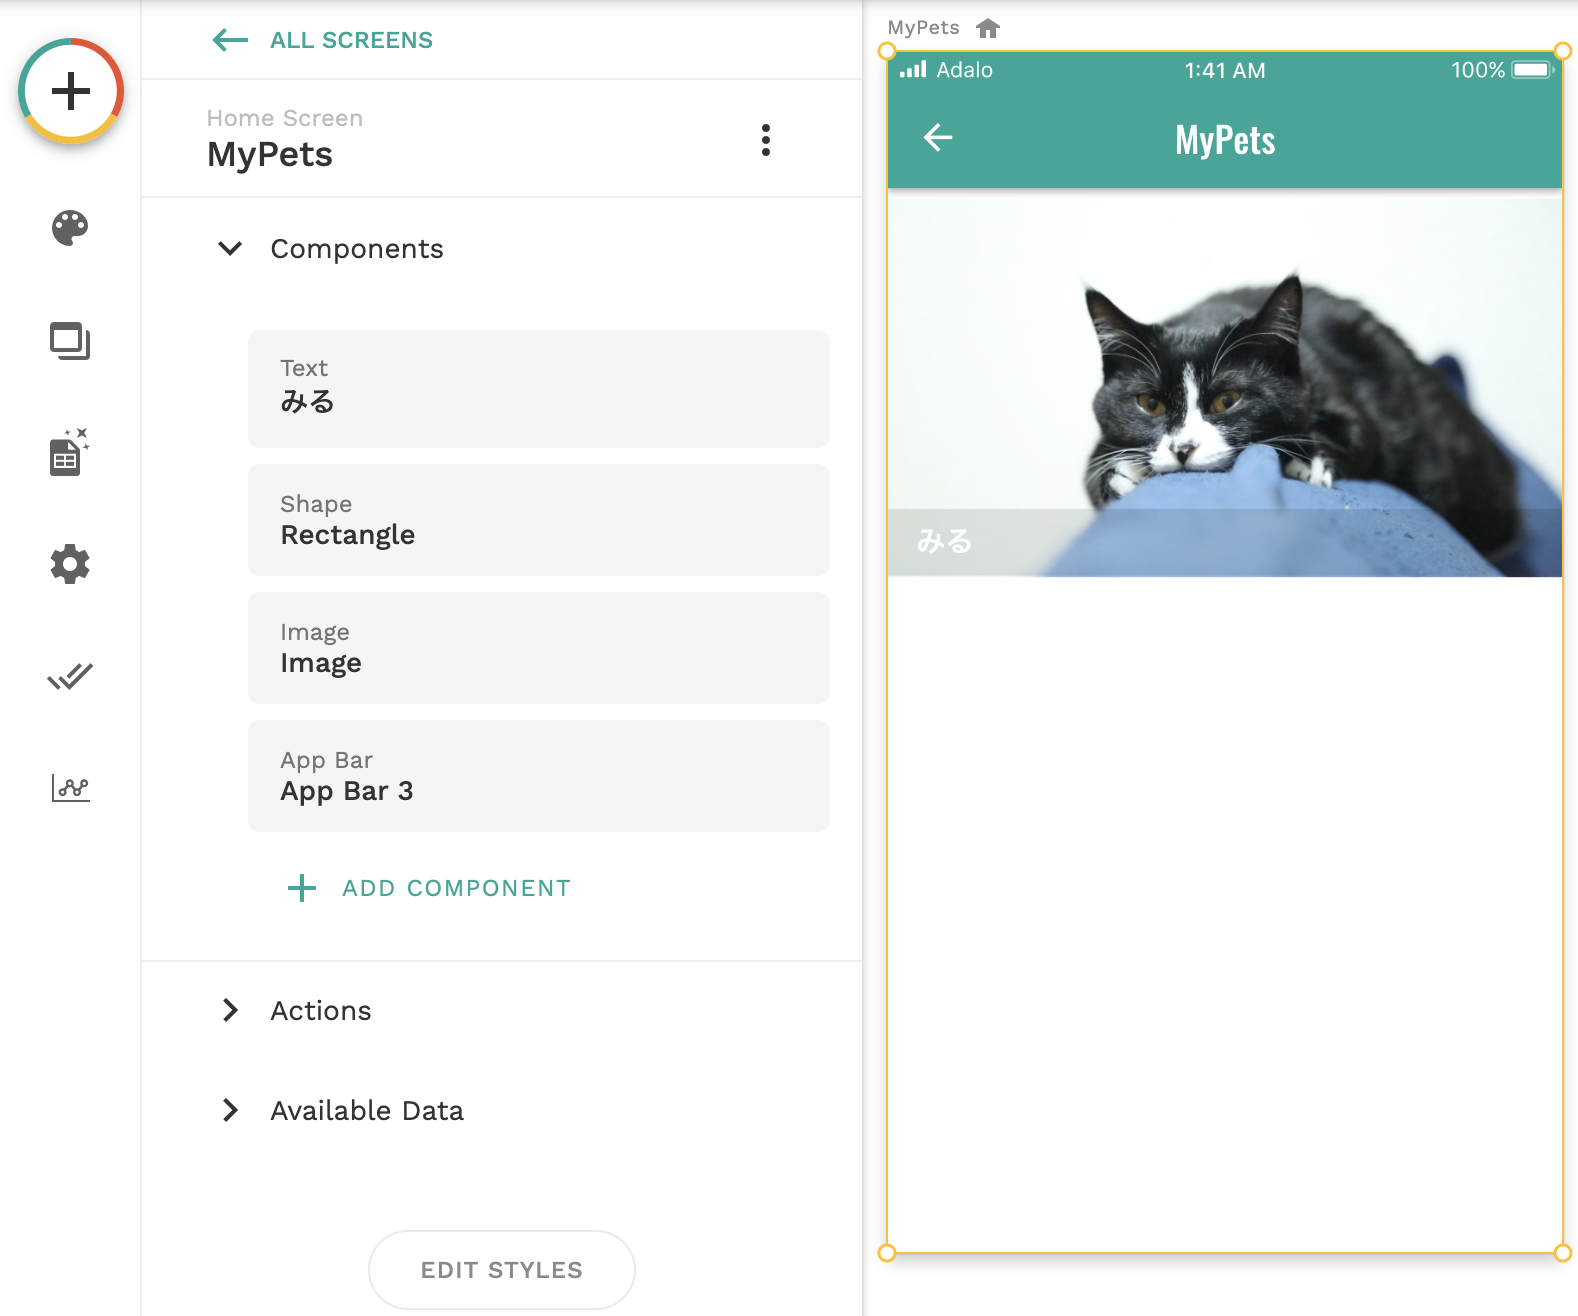 ALL SCREENS
Home Screen
MyPets
Components
Text
みる
Shape
Rectangle
Image
Image
App Bar
App Bar 3
ADD COMPONENT
Actions
Available Data
EDIT STYLES
MyPets
Adalo 1:41 AM 100%
MyPets
みる